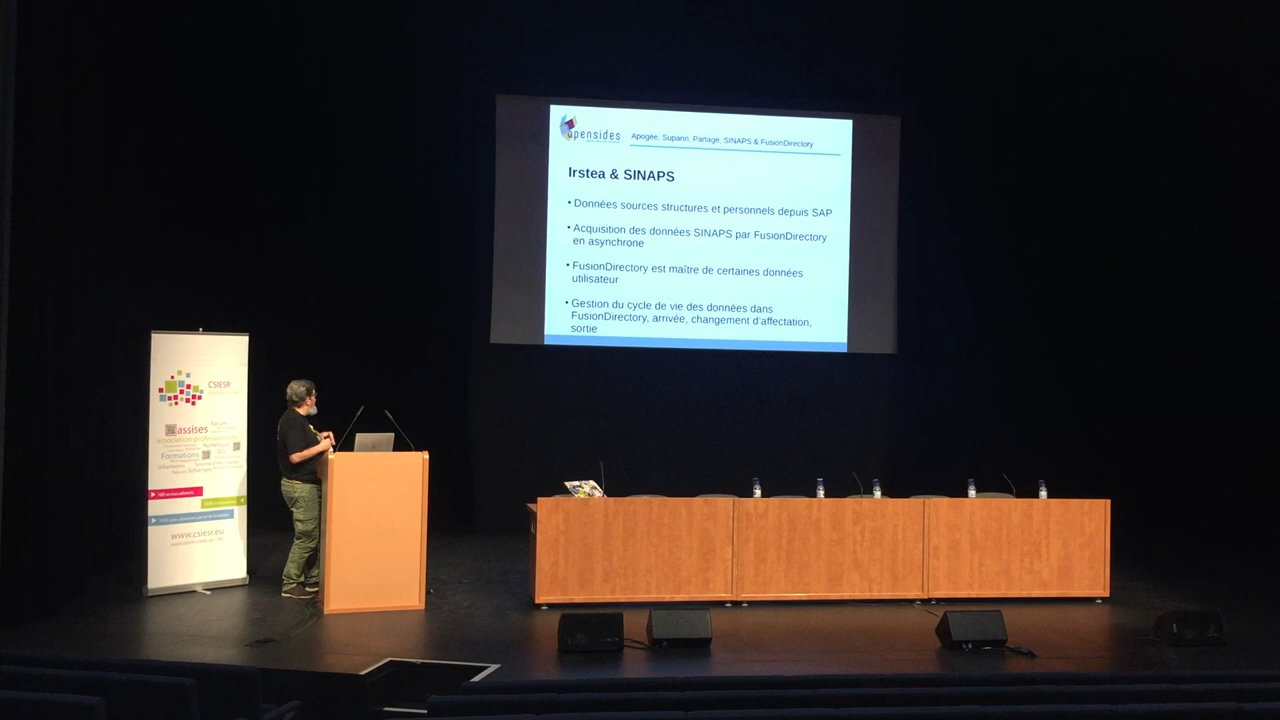 opensides
Apogée, Supann, Partage, SINAPS & FusionDirectory
Irstea & SINAPS
• Données sources structures et personnels depuis SAP
• Acquisition des données SINAPS par FusionDirectory
en asynchrone
• FusionDirectory est maître de certaines données
utilisateur
• Gestion du cycle de vie des données dans
FusionDirectory, arrivée, changement d'affectation,
sortie
CSIESR
assises
association professionnelle
Formations
www.csiesr.eu